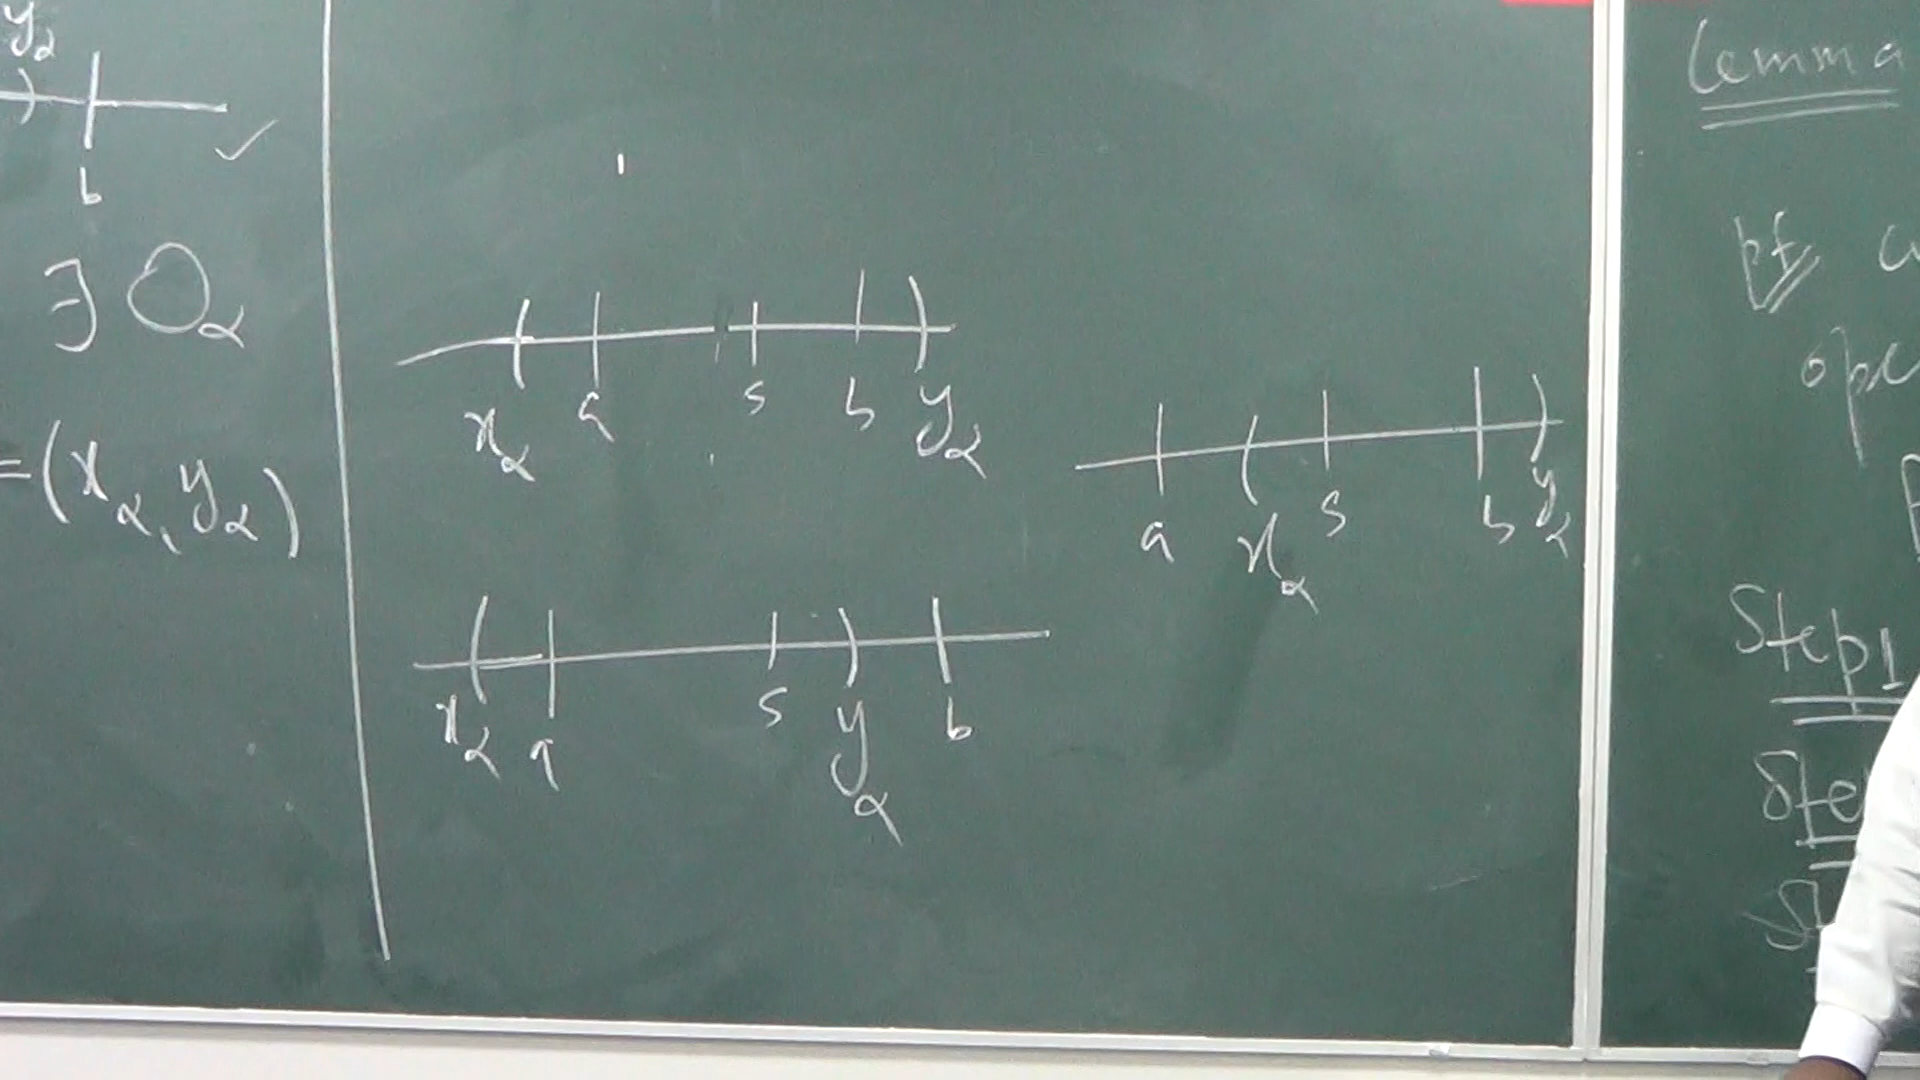 y_α
b
∃ O_α
=(x_α, y_α)
x_α a s b y_α
a x_α s b y_α
x_α a s y_α b
Lemma
pf
Step 1